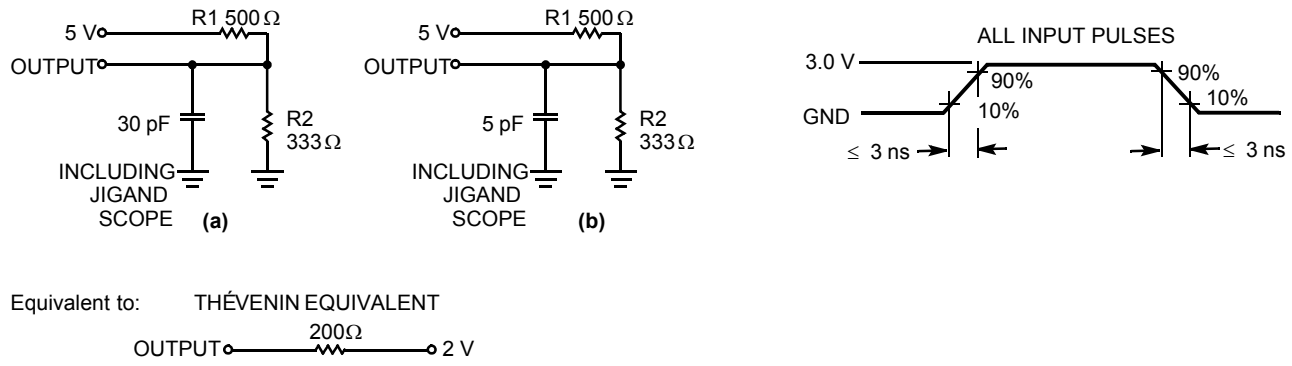 R1 500 Ω
5 V
OUTPUT
30 pF
R2
333 Ω
INCLUDING
JIGAND
SCOPE
(a)
R1 500 Ω
5 V
OUTPUT
5 pF
R2
333 Ω
INCLUDING
JIGAND
SCOPE
(b)
ALL INPUT PULSES
3.0 V
90%
10%
GND
90%
10%
≤ 3 ns
≤ 3 ns
Equivalent to: THÉVENIN EQUIVALENT
200Ω
OUTPUT
2 V